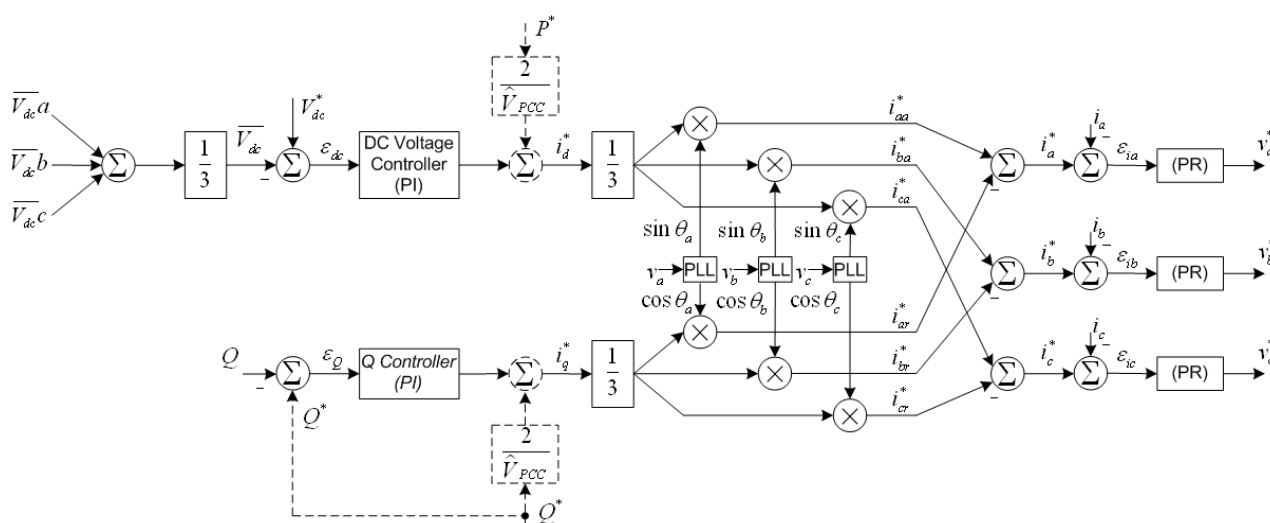 P*
2
V̂ PCC
V̅dc a
V̅dc b
V̅dc c
Σ
1
3
V̅dc
-
V*dc
Σ
εdc
DC Voltage
Controller
(PI)
Σ
i*d
1
3
×
×
×
i*aa
i*ba
i*ca
sin θa
sin θb
sin θc
va
PLL
vb
PLL
vc
PLL
cos θa
cos θb
cos θc
Σ
-
i*a
ia
-
Σ
εia
(PR)
v*a
Σ
-
i*b
ib
-
Σ
εib
(PR)
v*b
Σ
-
i*c
ic
-
Σ
εic
(PR)
v*c
Q
-
Σ
εQ
Q Controller
(PI)
Σ
i*q
1
3
×
×
×
i*ar
i*br
i*cr
Q*
2
V̂ PCC
Q*